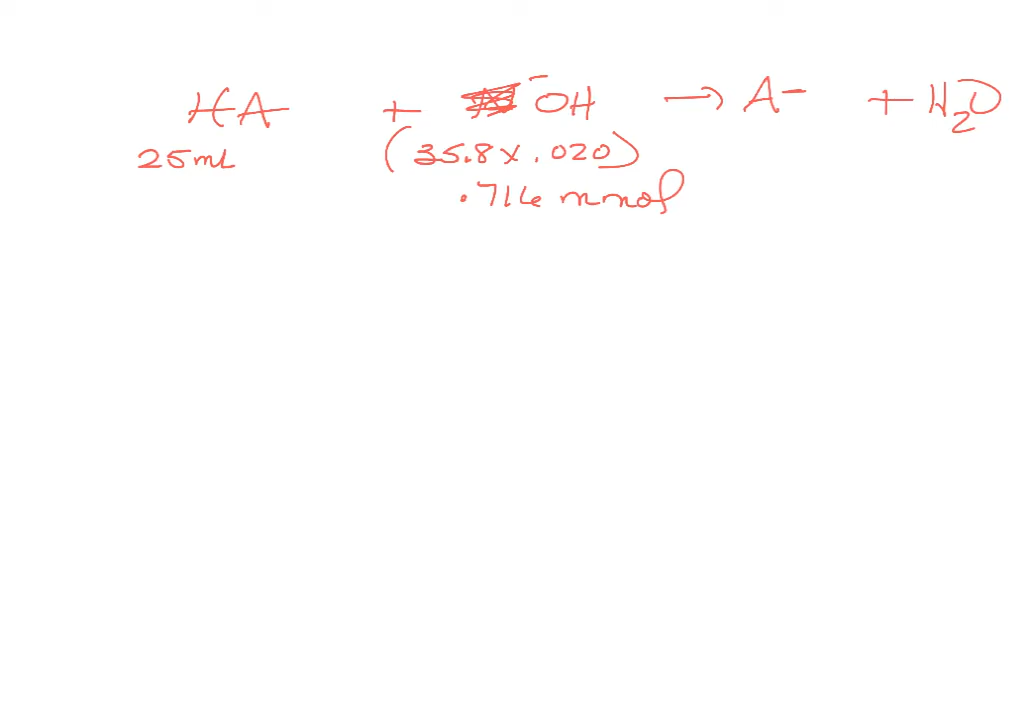 HA + ⁻OH → A⁻ + H₂O
25mL (35.8 x .020)
.716 mmol